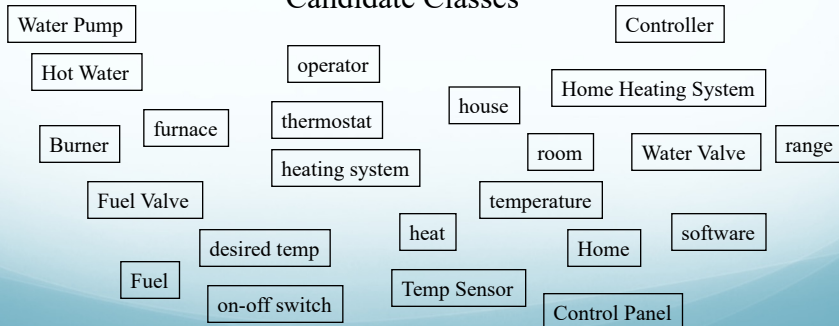 Candidate Classes
Water Pump
Controller
Hot Water
operator
Home Heating System
house
furnace
thermostat
Burner
room
Water Valve
range
heating system
Fuel Valve
temperature
desired temp
heat
Home
software
Fuel
on-off switch
Temp Sensor
Control Panel